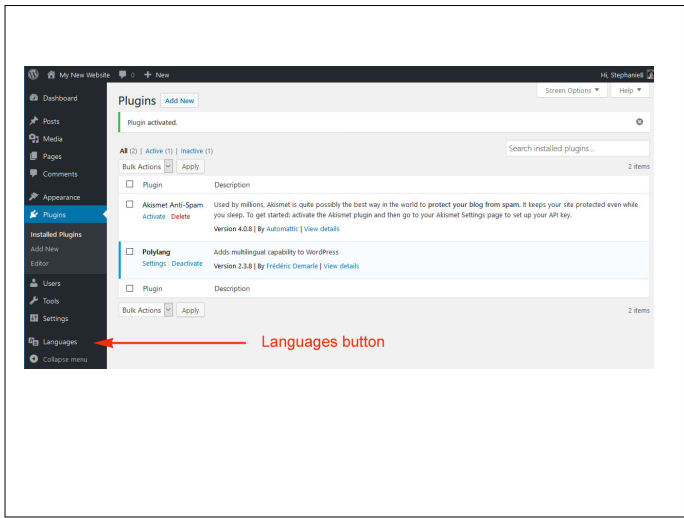 My New Website 0 + New Hi, Stephaniell
Screen Options ▼ Help ▼
Dashboard
Posts
Media
Pages
Comments
Appearance
Plugins
Installed Plugins
Add New
Editor
Users
Tools
Settings
Languages
Collapse menu
Plugins Add New
Plugin activated.
All (2) | Active (1) | Inactive (1)
Search installed plugins...
Bulk Actions Apply 2 items
Plugin Description
Akismet Anti-Spam Used by millions, Akismet is quite possibly the best way in the world to protect your blog from spam. It keeps your site protected even while
Activate | Delete you sleep. To get started: activate the Akismet plugin and then go to your Akismet Settings page to set up your API key.
Version 4.0.8 | By Automattic | View details
Polylang Adds multilingual capability to WordPress
Settings | Deactivate Version 2.3.8 | By Frédéric Demarle | View details
Plugin Description
Bulk Actions Apply 2 items
Languages button